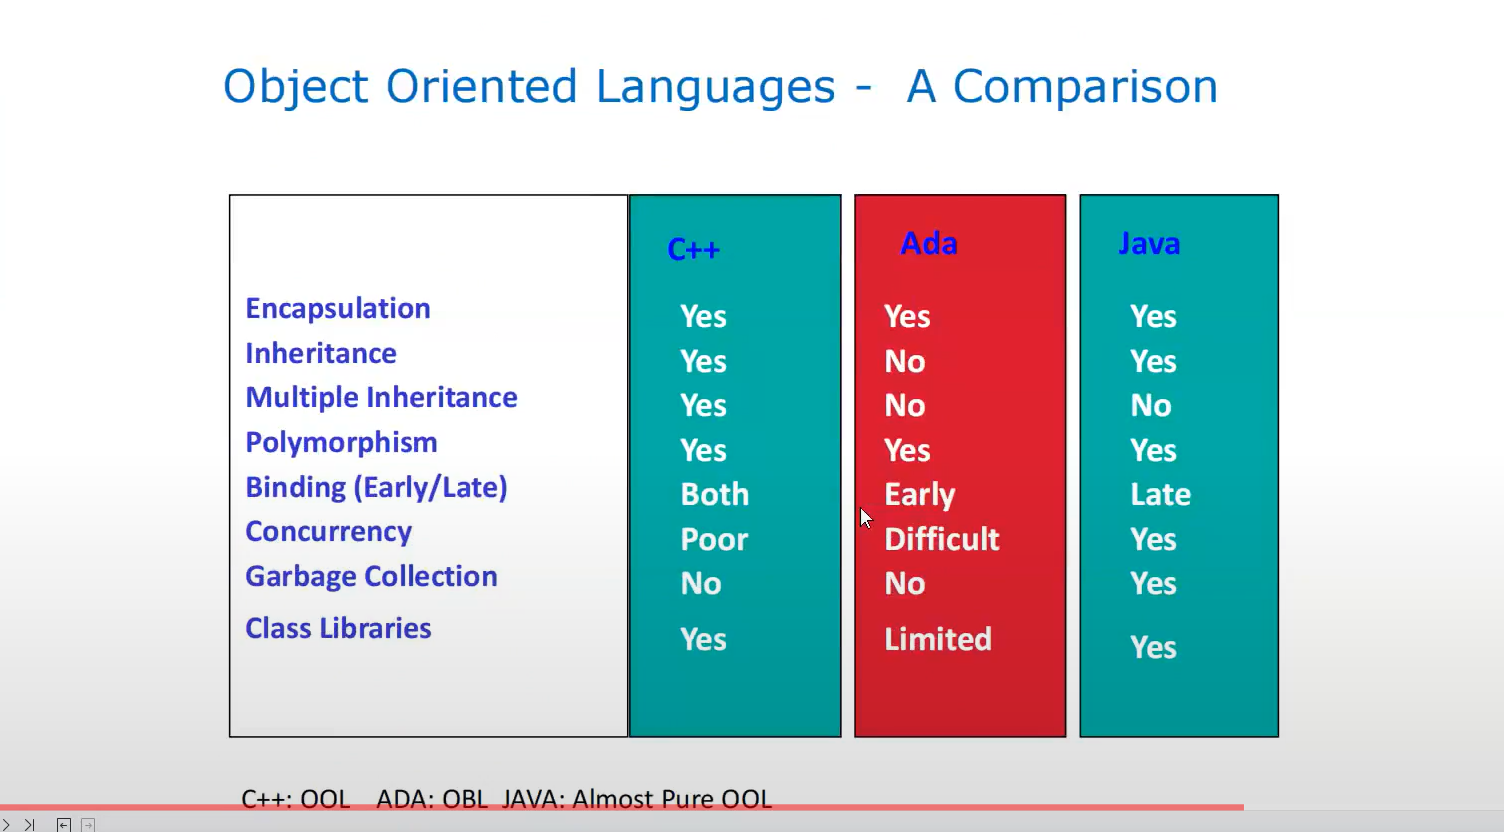 Object Oriented Languages - A Comparison
C++ Ada Java
Encapsulation Yes Yes Yes
Inheritance Yes No Yes
Multiple Inheritance Yes No No
Polymorphism Yes Yes Yes
Binding (Early/Late) Both Early Late
Concurrency Poor Difficult Yes
Garbage Collection No No Yes
Class Libraries Yes Limited Yes
C++: OOL ADA: OBL JAVA: Almost Pure OOL